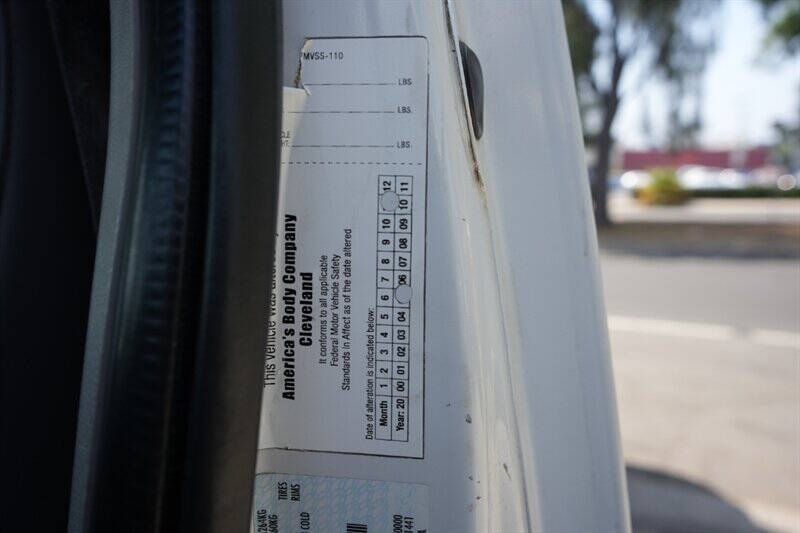 MVSS-110
LBS.
LBS.
LBS.
This vehicle was
America's Body Company
Cleveland
It conforms to all applicable
Federal Motor Vehicle Safety
Standards In Affect as of the date altered
Date of alteration is indicated below:
Month 1 2 3 4 5 6 7 8 9 10 12
Year: 20 00 01 02 03 04 06 07 08 09 10 11
TIRES
RIMS
COLD